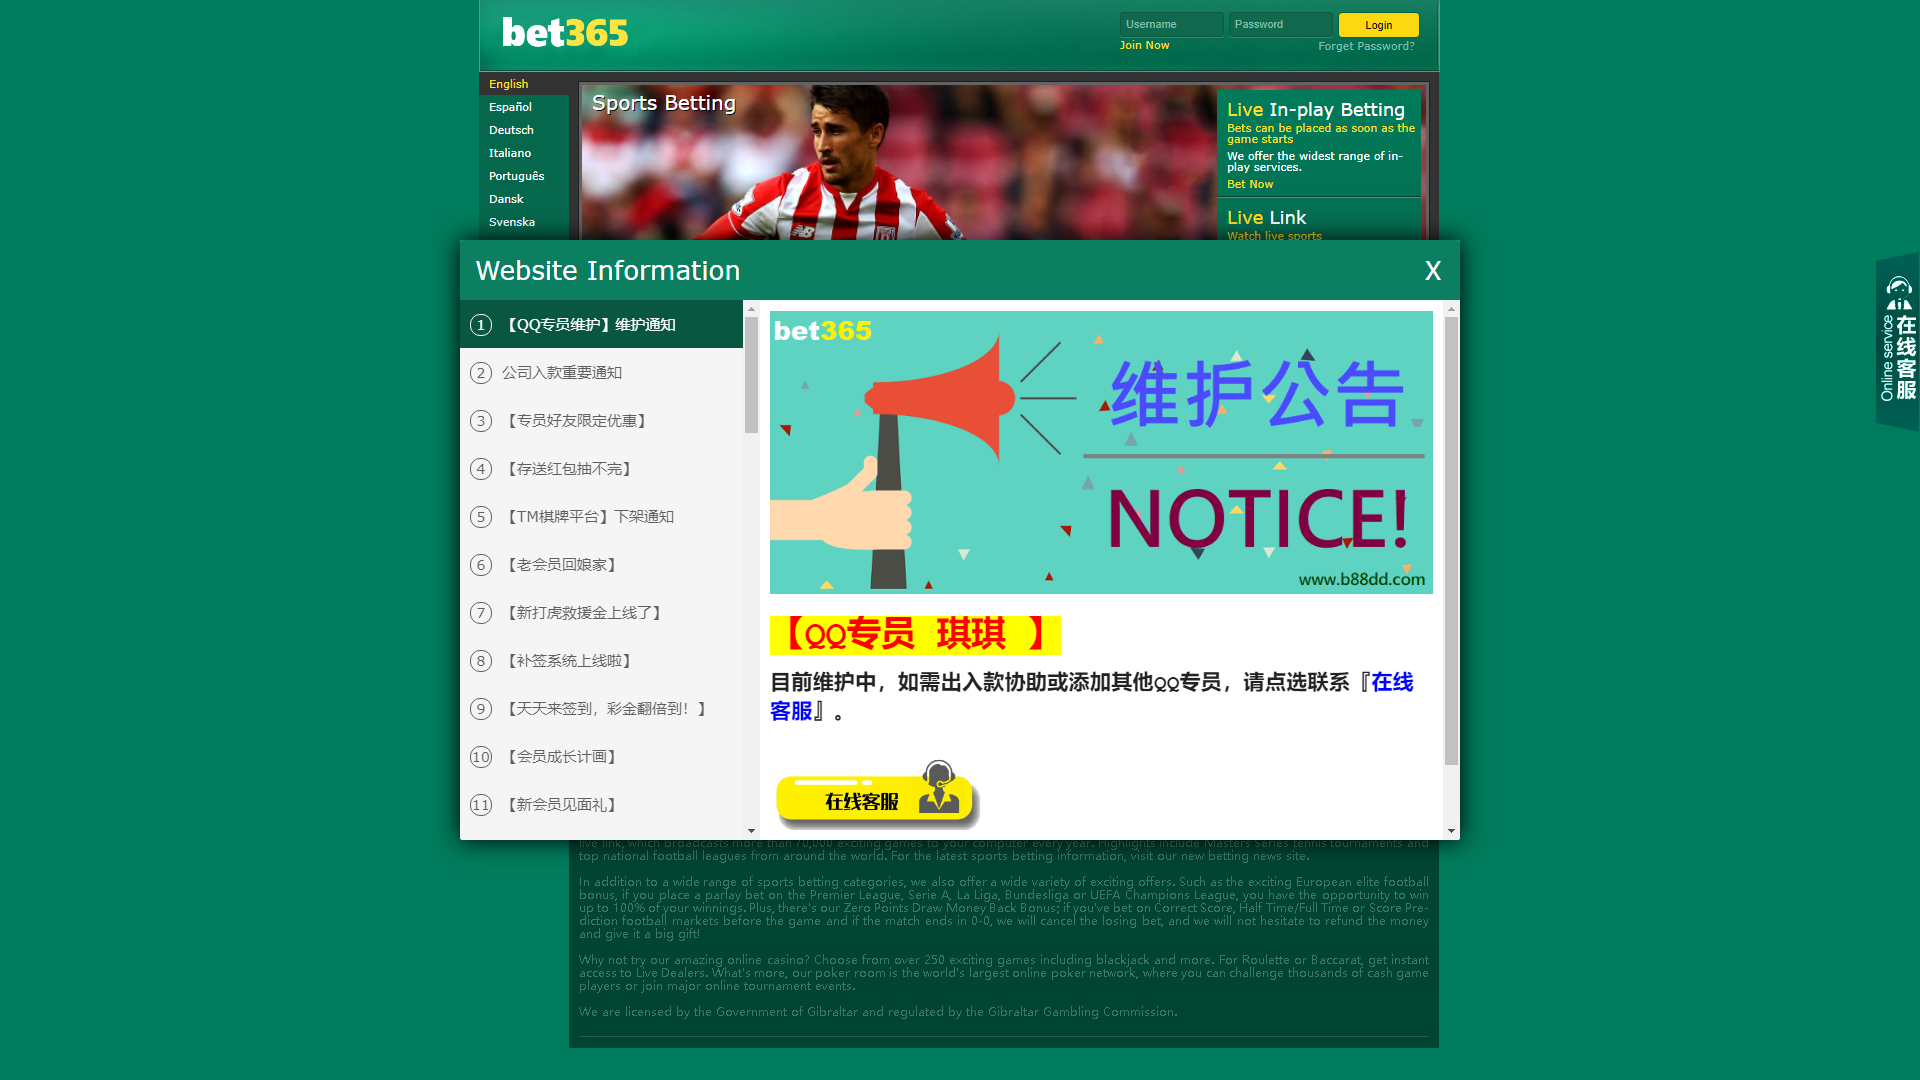 bet365
Username
Password
Login
Join Now
Forget Password?
English
Español
Deutsch
Italiano
Português
Dansk
Svenska
Sports Betting
Live In-play Betting
Bets can be placed as soon as the
game starts
We offer the widest range of in-
play services.
Bet Now
Live Link
Watch live sports
Website Information
X
1 【QQ专员维护】维护通知
2 公司入款重要通知
3 【专员好友限定优惠】
4 【存送红包抽不完】
5 【TM棋牌平台】下架通知
6 【老会员回娘家】
7 【新打虎救援金上线了】
8 【补签系统上线啦】
9 【天天来签到，彩金翻倍到！】
10 【会员成长计画】
11 【新会员见面礼】
bet365
维护公告
NOTICE!
www.b88dd.com
【QQ专员 琪琪 】
目前维护中，如需出入款协助或添加其他QQ专员，请点选联系『在线
客服』。
在线客服
Online service
在线客服
live link, which broadcasts more than 70,000 exciting games to your computer every year. Highlights include Masters Series tennis tournaments and
top national football leagues from around the world. For the latest sports betting information, visit our new betting news site.
In addition to a wide range of sports betting categories, we also offer a wide variety of exciting offers. Such as the exciting European elite football
bonus, if you place a parlay bet on the Premier League, Serie A, La Liga, Bundesliga or UEFA Champions League, you have the opportunity to win
up to 100% of your winnings. Plus, there's our Zero Points Draw Money Back Bonus; if you've bet on Correct Score, Half Time/Full Time or Score Pre-
diction football markets before the game and if the match ends in 0-0, we will cancel the losing bet, and we will not hesitate to refund the money
and give it a big gift!
Why not try our amazing online casino? Choose from over 250 exciting games including blackjack and more. For Roulette or Baccarat, get instant
access to Live Dealers. What's more, our poker room is the world's largest online poker network, where you can challenge thousands of cash game
players or join major online tournament events.
We are licensed by the Government of Gibraltar and regulated by the Gibraltar Gambling Commission.